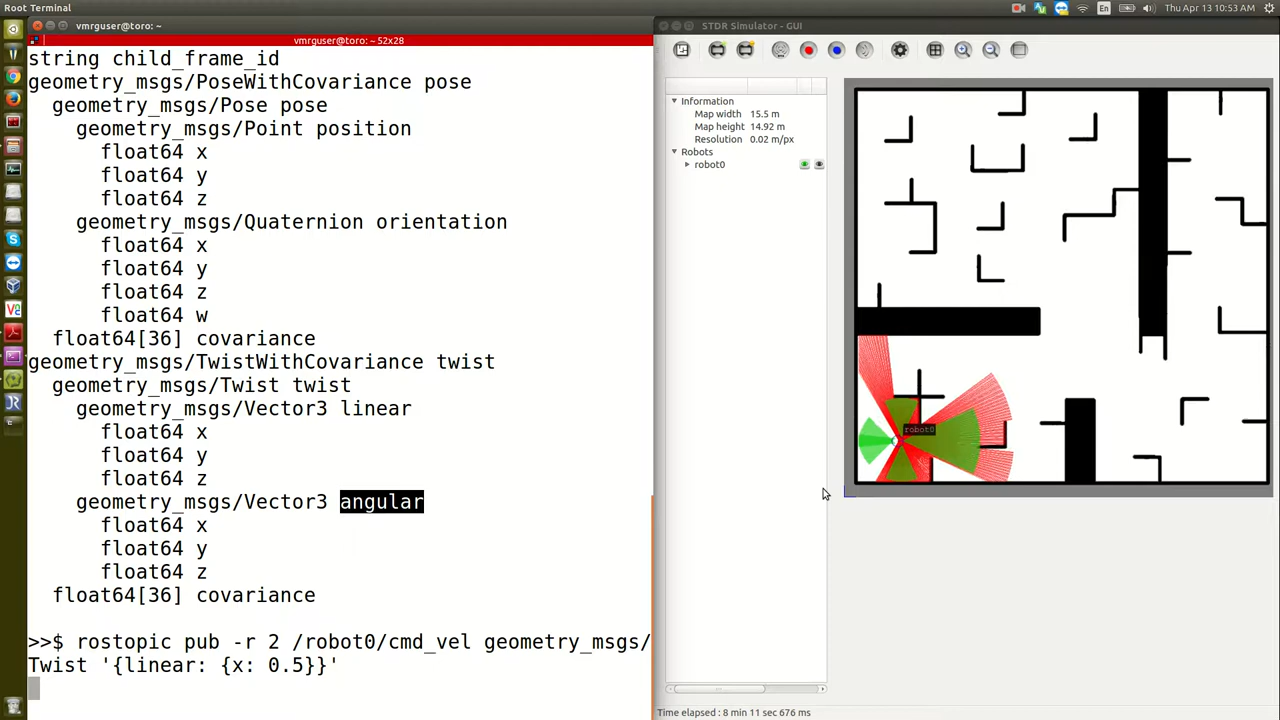 Root Terminal
En
Thu Apr 13 10:53 AM
vmrguser@toro: ~
vmrguser@toro: ~ 52x28
string child_frame_id
geometry_msgs/PoseWithCovariance pose
geometry_msgs/Pose pose
geometry_msgs/Point position
float64 x
float64 y
float64 z
geometry_msgs/Quaternion orientation
float64 x
float64 y
float64 z
float64 w
float64[36] covariance
geometry_msgs/TwistWithCovariance twist
geometry_msgs/Twist twist
geometry_msgs/Vector3 linear
float64 x
float64 y
float64 z
geometry_msgs/Vector3 angular
float64 x
float64 y
float64 z
float64[36] covariance
>>$ rostopic pub -r 2 /robot0/cmd_vel geometry_msgs/
Twist '{linear: {x: 0.5}}'
STDR Simulator - GUI
Information
Map width 15.5 m
Map height 14.92 m
Resolution 0.02 m/px
Robots
robot0
robot0
Time elapsed : 8 min 11 sec 676 ms